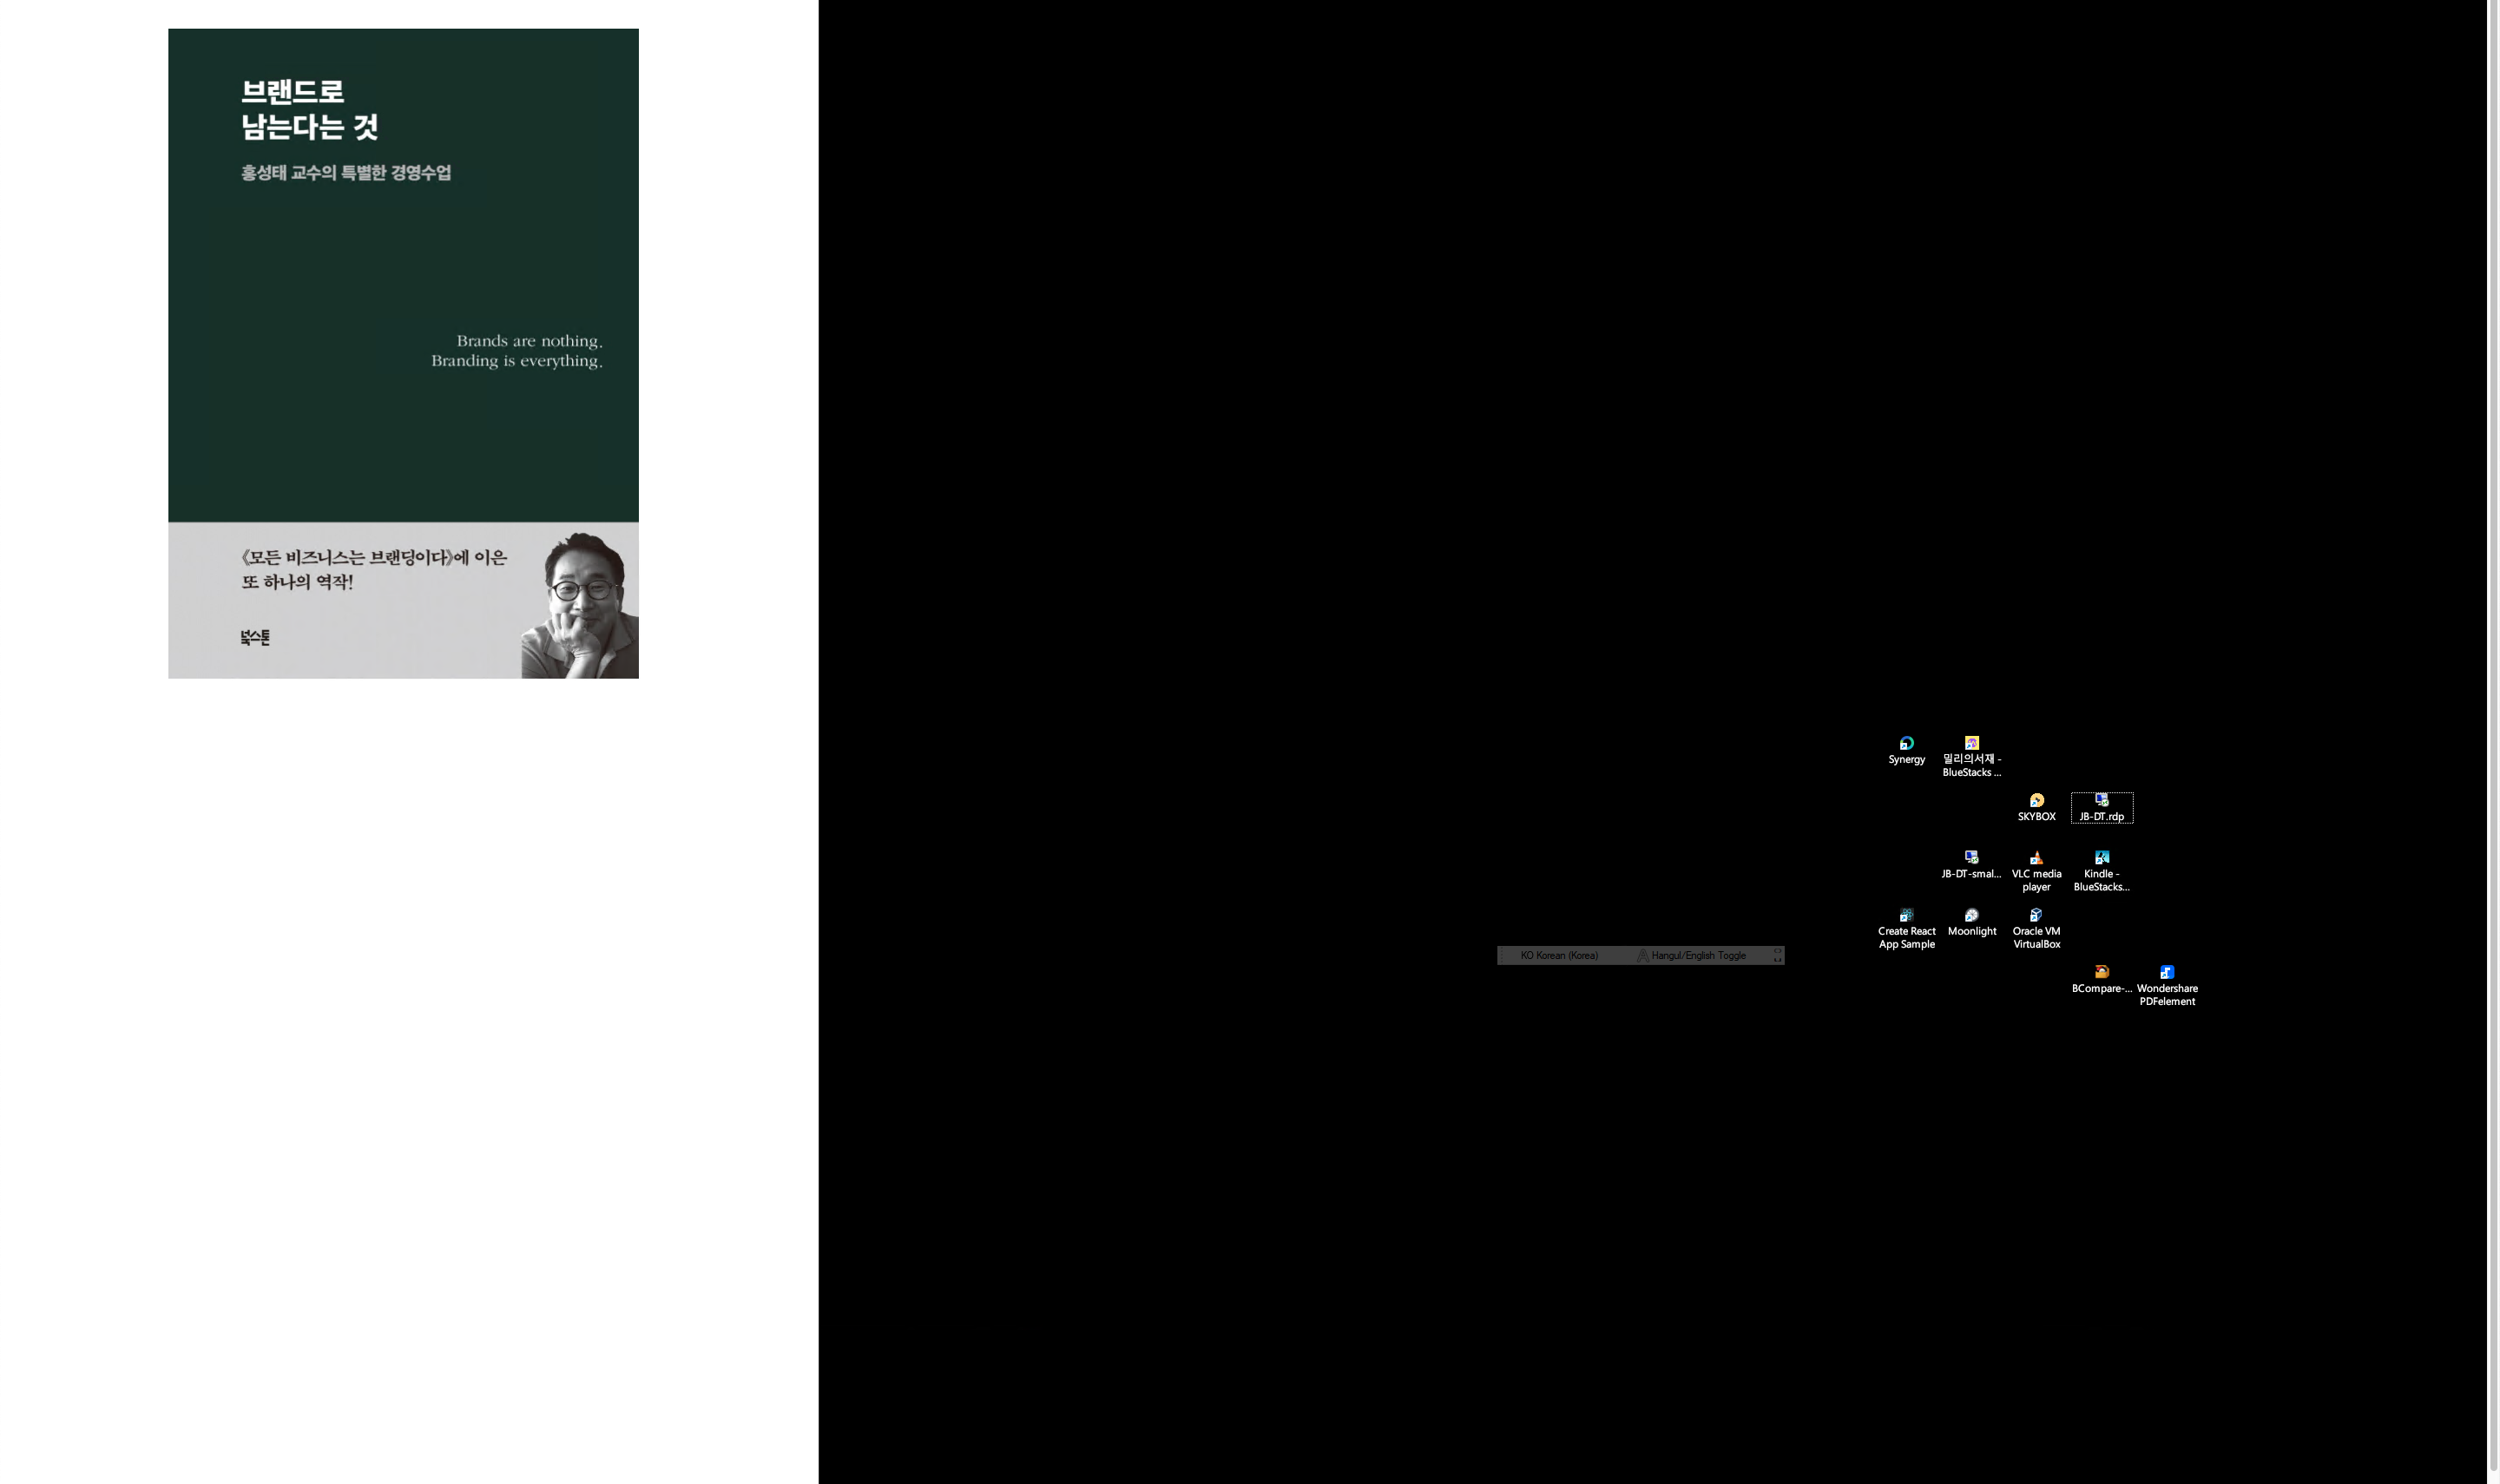 브랜드로
남는다는 것
홍성태 교수의 특별한 경영수업
Brands are nothing.
Branding is everything.
《모든 비즈니스는 브랜딩이다》에 이은
또 하나의 역작!
북스톤
Synergy
밀리의서재 -
BlueStacks ...
SKYBOX
JB-DT.rdp
JB-DT-smal...
VLC media
player
Kindle -
BlueStacks...
Create React
App Sample
Moonlight
Oracle VM
VirtualBox
KO Korean (Korea)
Hangul/English Toggle
BCompare-...
Wondershare
PDFelement